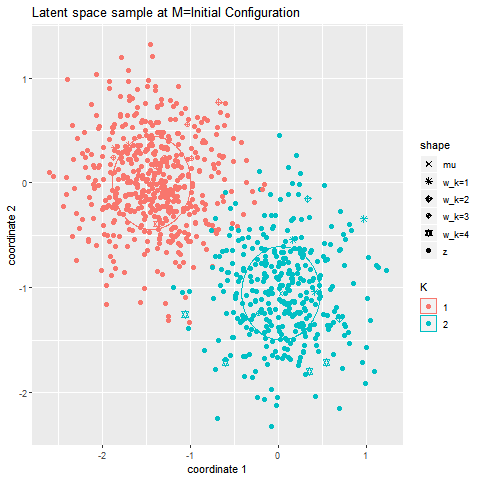 Latent space sample at M=Initial Configuration
1
0
-1
-2
coordinate 2
-2
-1
0
1
coordinate 1
shape
mu
w_k=1
w_k=2
w_k=3
w_k=4
z
K
1
2